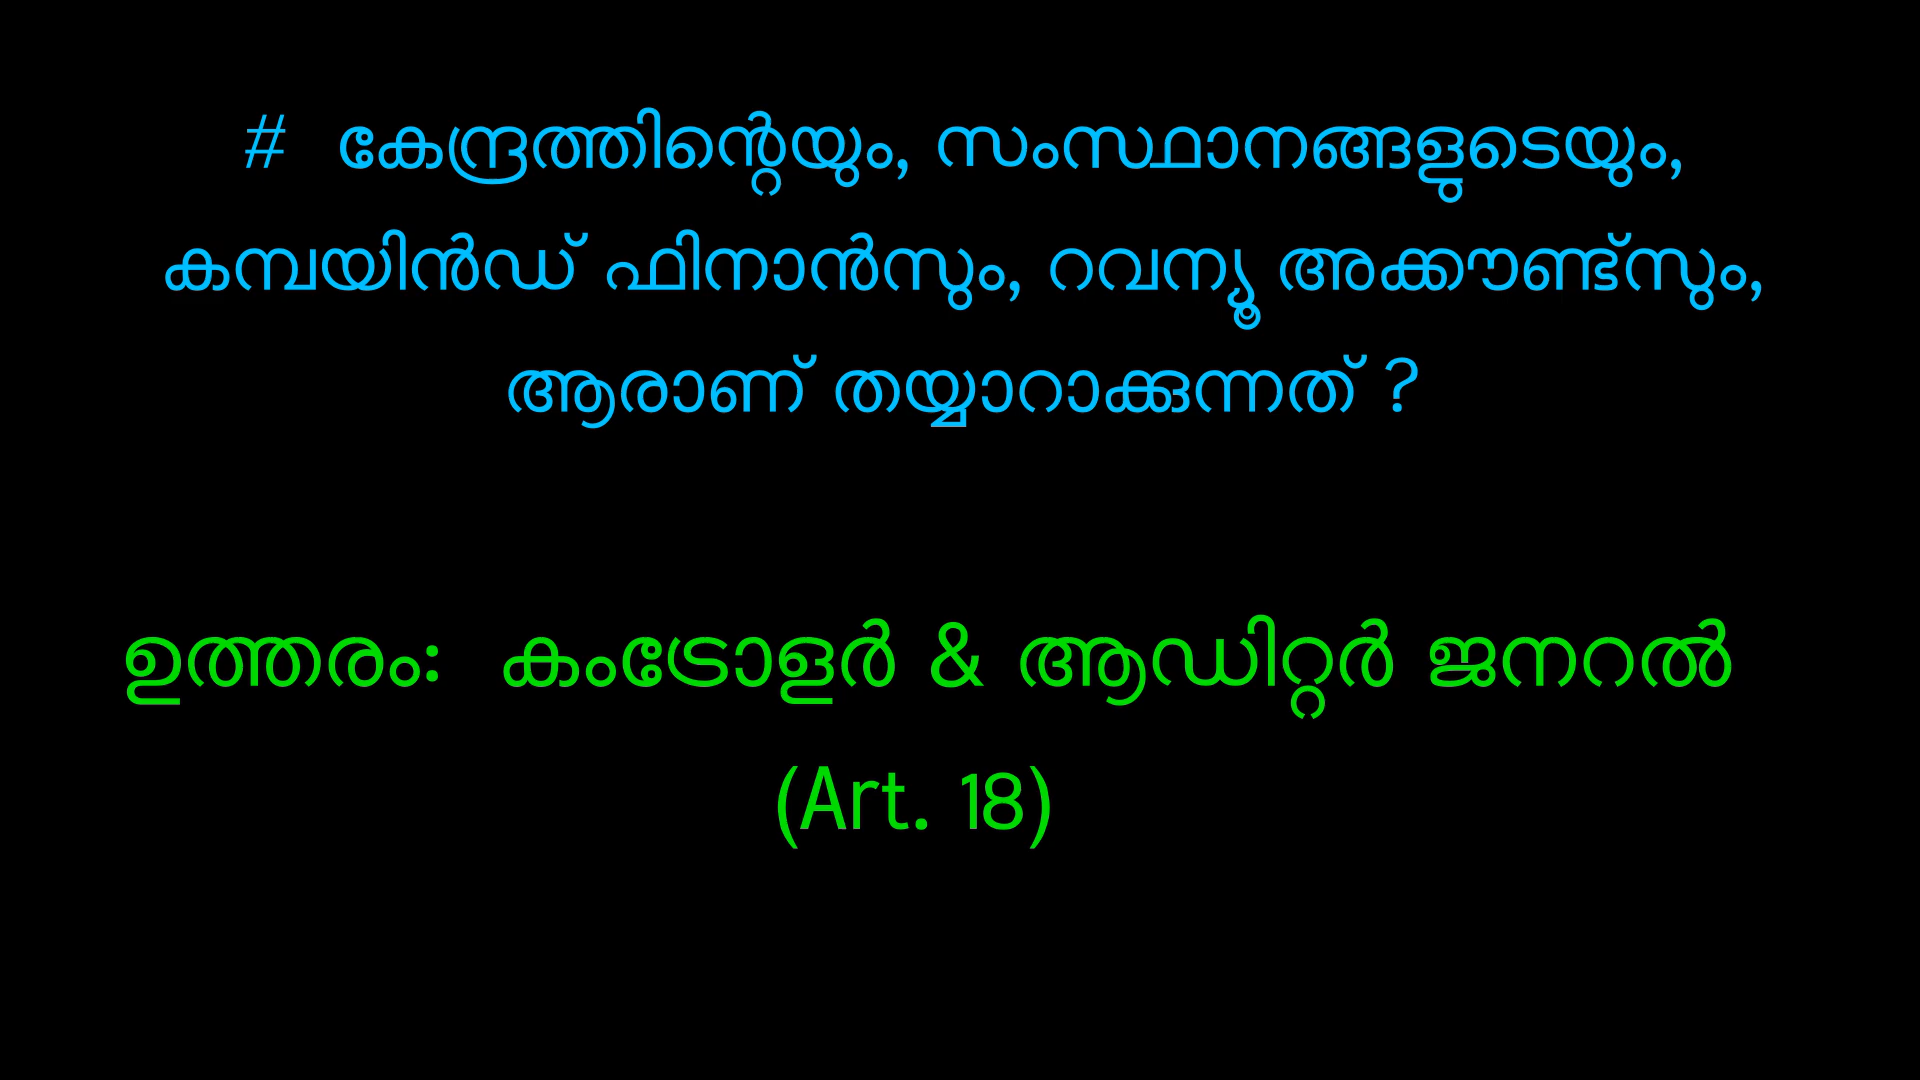 # കേന്ദ്രത്തിന്റെയും, സംസ്ഥാനങ്ങളുടെയും,
കമ്പയിൻഡ് ഫിനാൻസും, റവന്യൂ അക്കൗണ്ട്സും,
ആരാണ് തയ്യാറാക്കുന്നത് ?
ഉത്തരം: കംട്രോളർ & ആഡിറ്റർ ജനറൽ
(Art. 18)